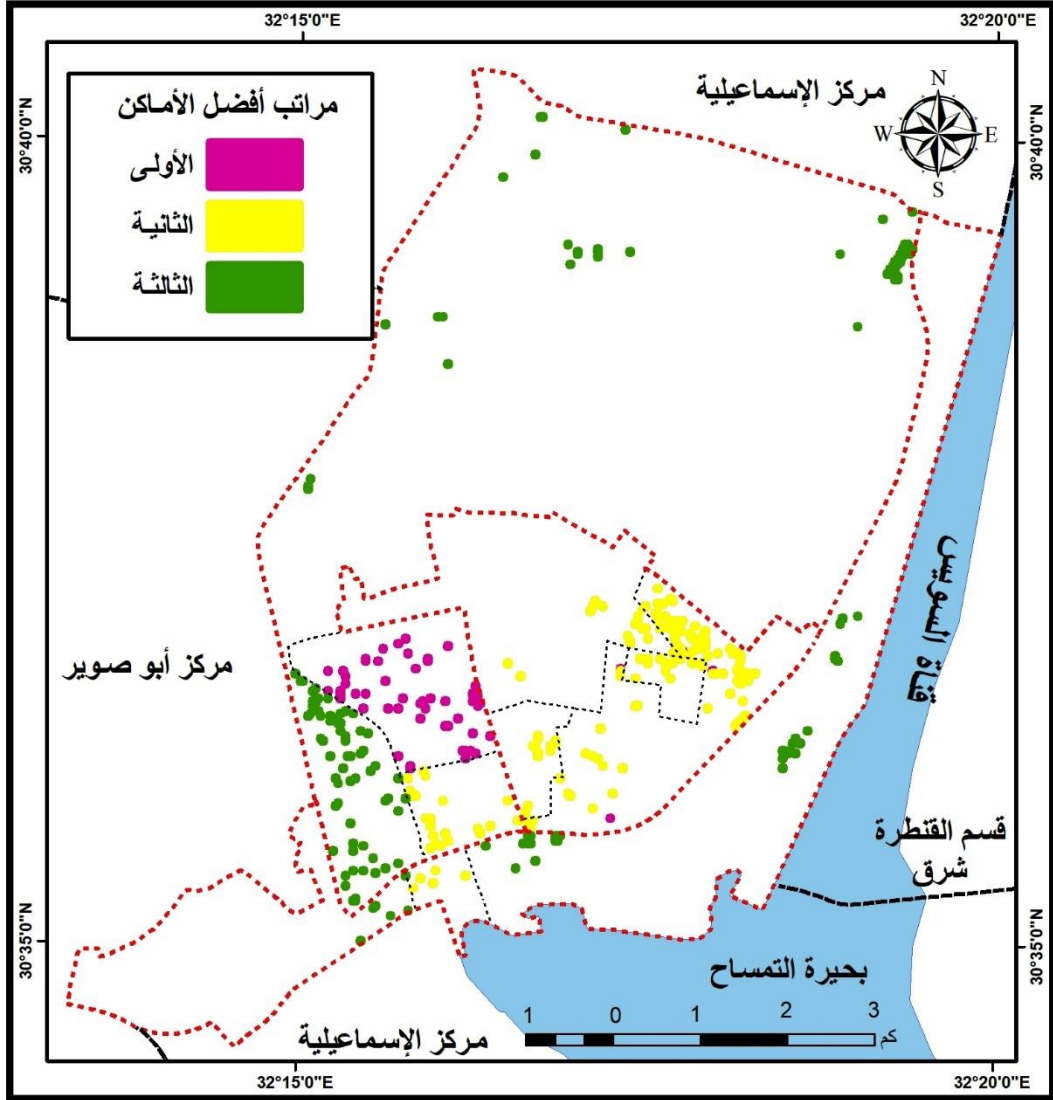 32°15'0"E
32°20'0"E
مركز الإسماعيلية
N
W
E
S
30°40'0"N
30°40'0"N
مراتب أفضل الأماكن
الأولى
الثانية
الثالثة
قناة السويس
مركز أبو صوير
قسم القنطرة
شرق
30°35'0"N
30°35'0"N
بحيرة التمساح
1 0 1 2 3
كم
مركز الإسماعيلية
32°15'0"E
32°20'0"E